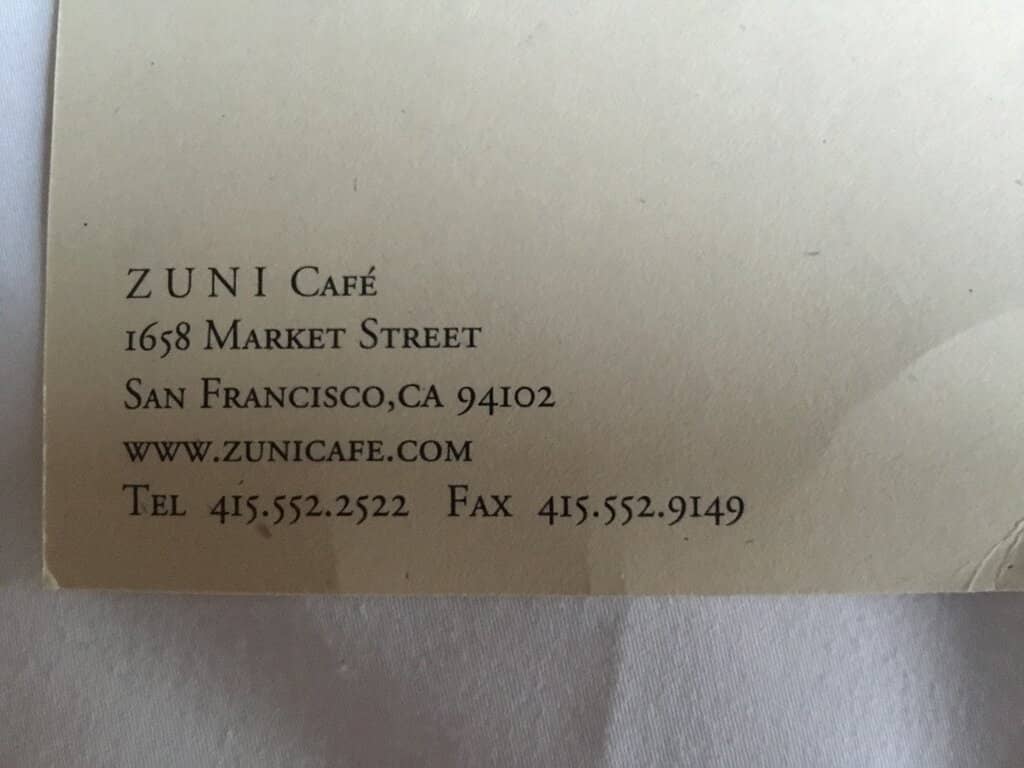 ZUNI CAFÉ
1658 MARKET STREET
SAN FRANCISCO,CA 94102
WWW.ZUNICAFE.COM
TEL 415.552.2522 FAX 415.552.9149